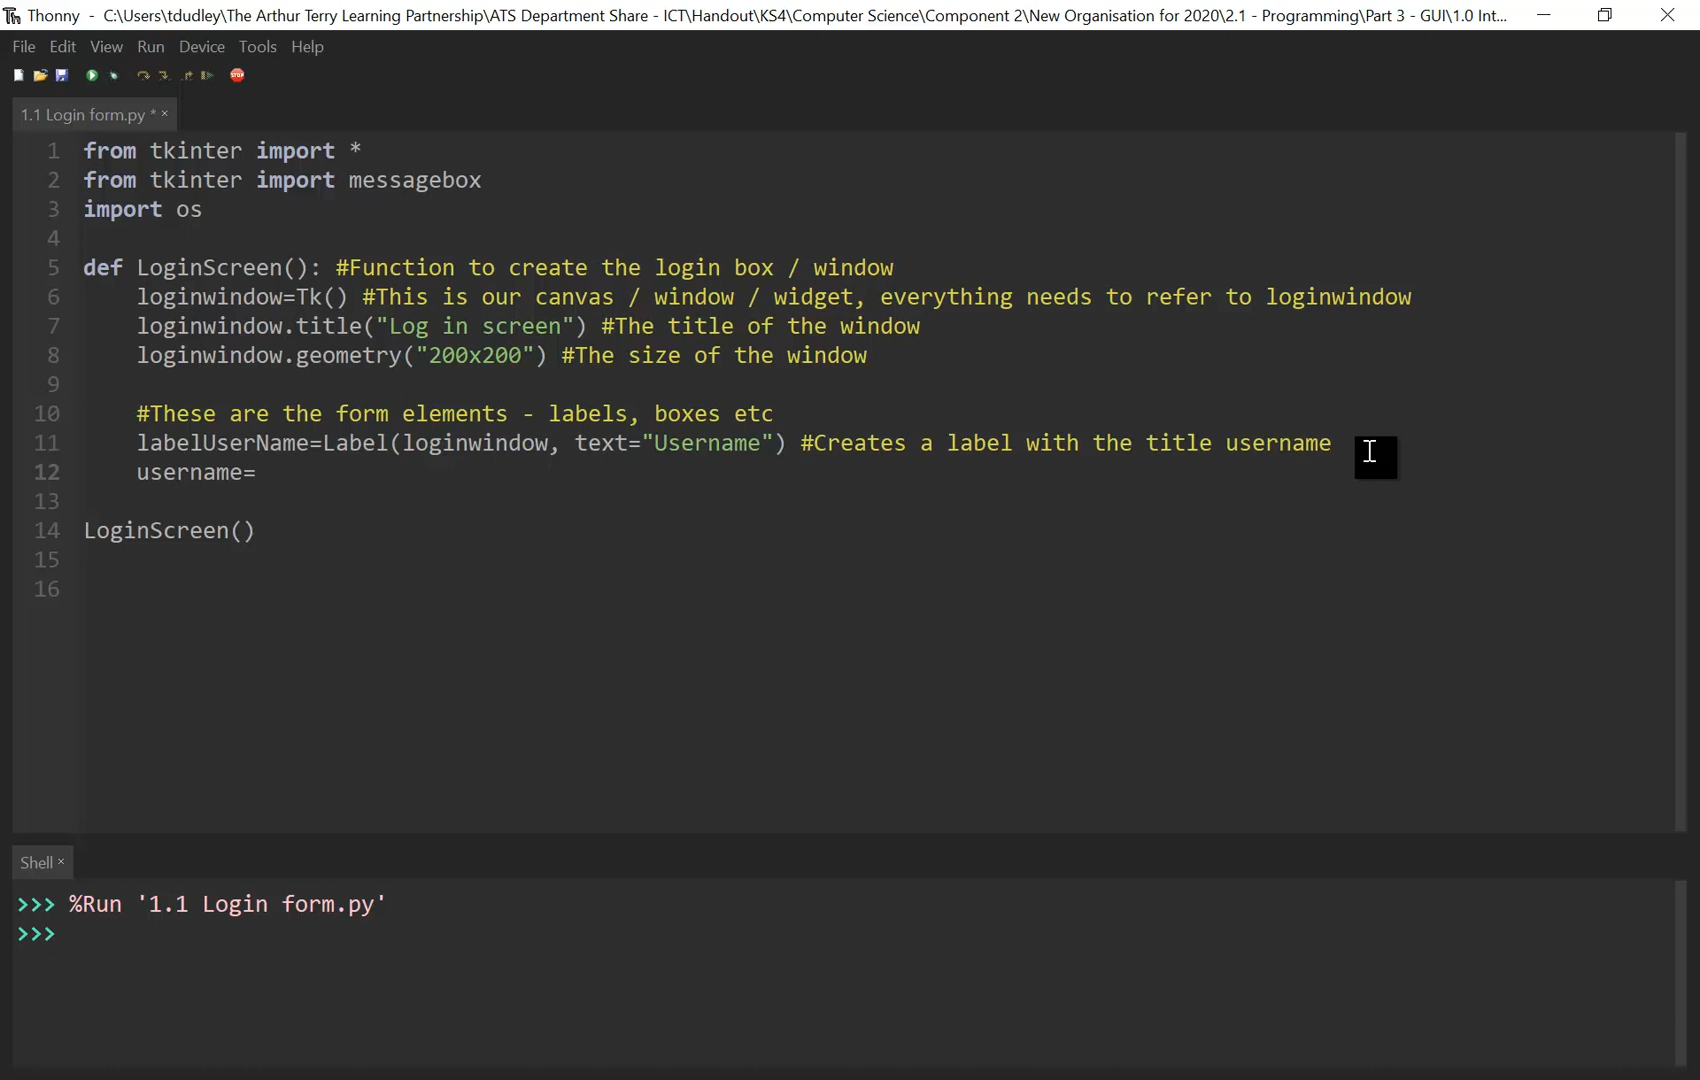 Thonny - C:\Users\tdudley\The Arthur Terry Learning Partnership\ATS Department Share - ICT\Handout\KS4\Computer Science\Component 2\New Organisation for 2020\2.1 - Programming\Part 3 - GUI\1.0 Int...
File Edit View Run Device Tools Help
STOP
1.1 Login form.py * ×
1 from tkinter import *
2 from tkinter import messagebox
3 import os
4
5 def LoginScreen(): #Function to create the login box / window
6     loginwindow=Tk() #This is our canvas / window / widget, everything needs to refer to loginwindow
7     loginwindow.title("Log in screen") #The title of the window
8     loginwindow.geometry("200x200") #The size of the window
9
10     #These are the form elements - labels, boxes etc
11     labelUserName=Label(loginwindow, text="Username") #Creates a label with the title username
12     username=
13
14 LoginScreen()
15
16
Shell ×
>>> %Run '1.1 Login form.py'
>>>